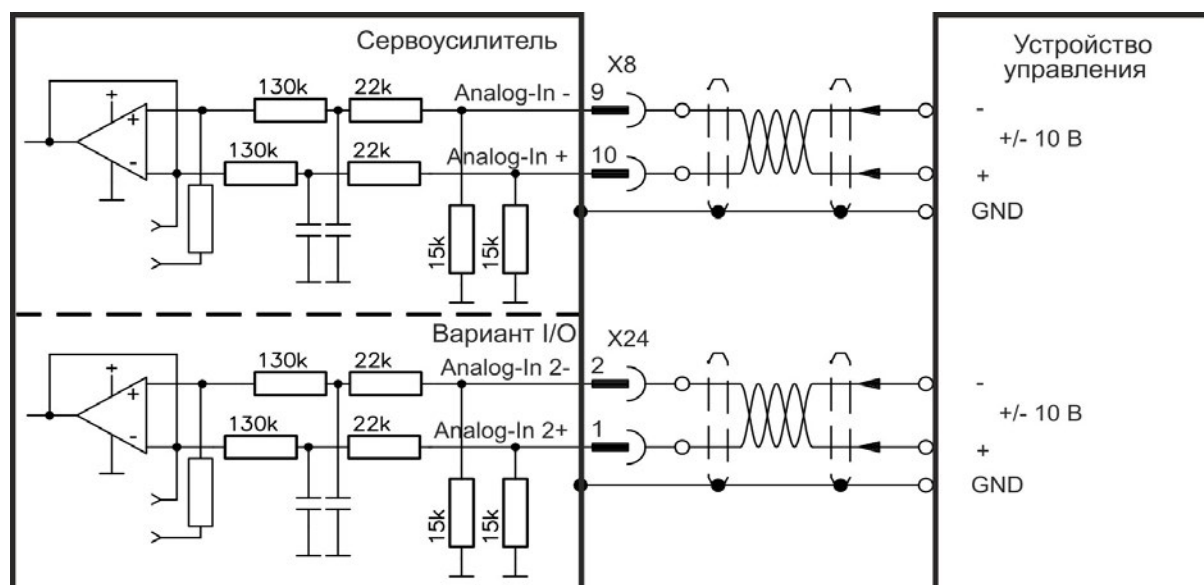 Сервоусилитель
X8
Устройство
управления
130k
22k
Analog-In -
9
-
+
+
-
130k
22k
Analog-In +
10
+/- 10 В
+
GND
15k
15k
Вариант I/O
X24
130k
22k
Analog-In 2-
2
-
+
+
-
130k
22k
Analog-In 2+
1
+/- 10 В
+
GND
15k
15k